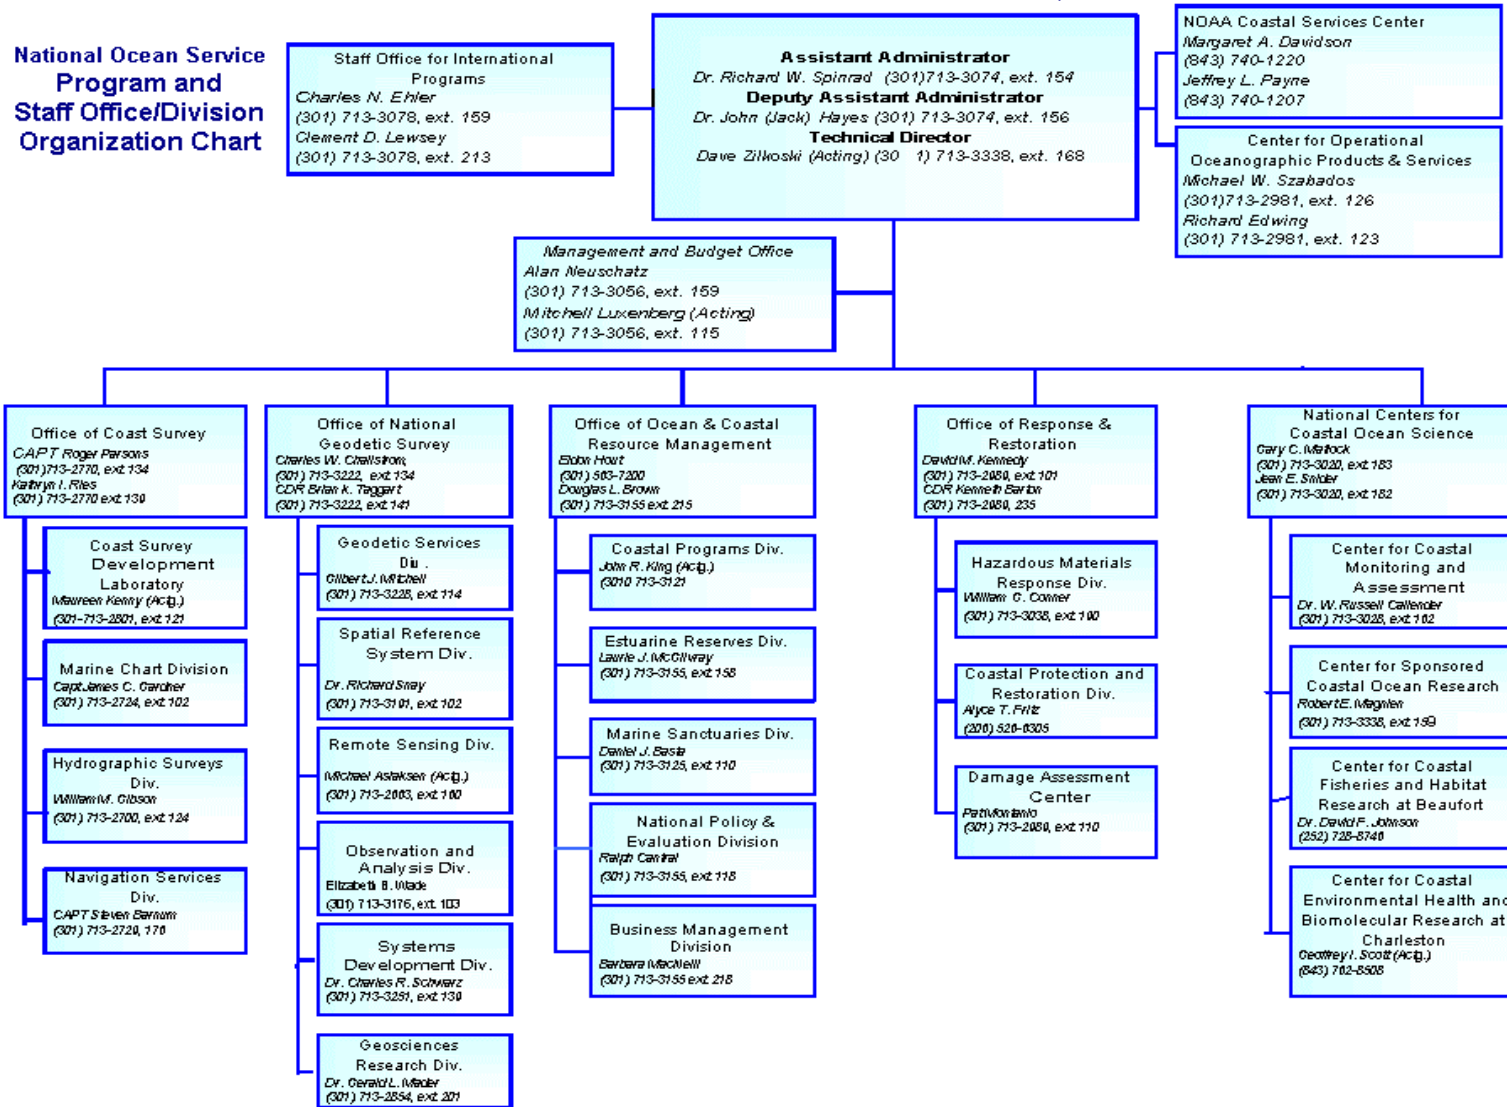 National Ocean Service
Program and
Staff Office/Division
Organization Chart
Staff Office for International
Programs
Charles N. Ehler
(301) 713-3078, ext. 159
Clement D. Lewsey
(301) 713-3078, ext. 213
Assistant Administrator
Dr. Richard W. Spinrad (301)713-3074, ext. 154
Deputy Assistant Administrator
Dr. John (Jack) Hayes (301) 713-3074, ext. 156
Technical Director
Dave Zilkoski (Acting) (30 1) 713-3338, ext. 168
NOAA Coastal Services Center
Margaret A. Davidson
(843) 740-1220
Jeffrey L. Payne
(843) 740-1207
Center for Operational
Oceanographic Products & Services
Michael W. Szabados
(301)713-2981, ext. 126
Richard Edwing
(301) 713-2981, ext. 123
Management and Budget Office
Alan Neuschatz
(301) 713-3056, ext. 159
Mitchell Luxenberg (Acting)
(301) 713-3056, ext. 115
Office of Coast Survey
CAPT Roger Parsons
(301)713-2770, ext 134
Kathryn I. Ries
(301) 713-2770 ext 139
Coast Survey
Development
Laboratory
Maureen Kenny (Actg.)
(301-713-2801, ext 121
Marine Chart Division
Capt James C. Gardner
(301) 713-2724, ext 102
Hydrographic Surveys
Div.
William M. Gibson
(301) 713-2700, ext 124
Navigation Services
Div.
CAPT Steven Barnum
(301) 713-2729, 176
Office of National
Geodetic Survey
Charles W. Challstrom,
(301) 713-3222, ext 134
CDR Brian K. Taggart
(301) 713-3222, ext 141
Geodetic Services
Div .
Gilbert J. Mitchell
(301) 713-3228, ext 114
Spatial Reference
System Div.
Dr. Richard Snay
(301) 713-3191, ext 102
Remote Sensing Div.
Michael Aslaksen (Actg.)
(301) 713-2663, ext 160
Observation and
Analysis Div.
Elizabeth B. Wade
(301) 713-3176, ext. 103
Systems
Development Div.
Dr. Charles R. Schwarz
(301) 713-3251, ext 139
Geosciences
Research Div.
Dr. Gerald L. Mader
(301) 713-2854, ext 201
Office of Ocean & Coastal
Resource Management
Eldon Hout
(301) 563-7200
Douglas L. Brown
(301) 713-3155 ext 215
Coastal Programs Div.
John R. King (Actg.)
(3010 713-3121
Estuarine Reserves Div.
Laurie J. McGilvray
(301) 713-3155, ext 158
Marine Sanctuaries Div.
Daniel J. Basta
(301) 713-3125, ext 110
National Policy &
Evaluation Division
Ralph Cantral
(301) 713-3155, ext 118
Business Management
Division
Barbara MacNeill
(301) 713-3155 ext 218
Office of Response &
Restoration
David M. Kennedy
(301) 713-2989, ext 101
CDR Kenneth Barton
(301) 713-2989, 235
Hazardous Materials
Response Div.
William G. Conner
(301) 713-3038, ext 190
Coastal Protection and
Restoration Div.
Alyce T. Fritz
(206) 526-6305
Damage Assessment
Center
Pat Montanio
(301) 713-2989, ext 110
National Centers for
Coastal Ocean Science
Gary C. Matlock
(301) 713-3020, ext 183
Jean E. Snider
(301) 713-3020, ext 182
Center for Coastal
Monitoring and
Assessment
Dr. W. Russell Callender
(301) 713-3028, ext 162
Center for Sponsored
Coastal Ocean Research
Robert E. Magnien
(301) 713-3338, ext 159
Center for Coastal
Fisheries and Habitat
Research at Beaufort
Dr. David F. Johnson
(252) 728-8746
Center for Coastal
Environmental Health and
Biomolecular Research at
Charleston
Geoffrey I. Scott (Actg.)
(843) 762-8508